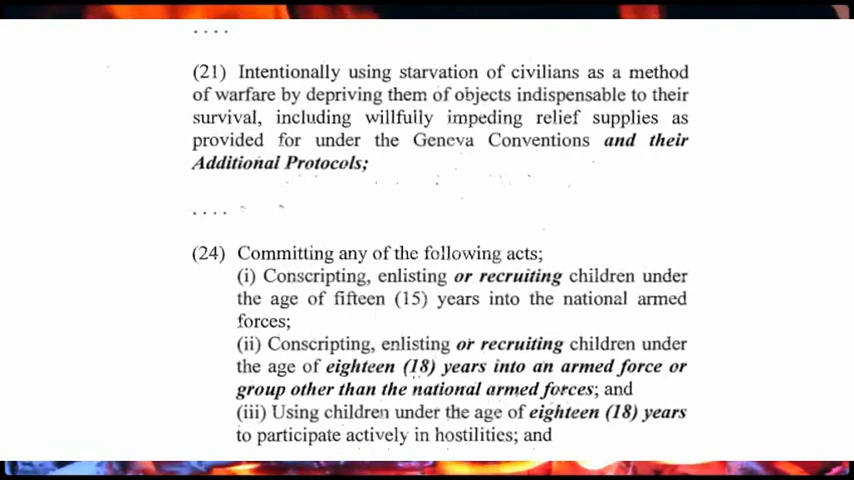 ....
(21) Intentionally using starvation of civilians as a method
of warfare by depriving them of objects indispensable to their
survival, including willfully impeding relief supplies as
provided for under the Geneva Conventions and their
Additional Protocols;
....
(24) Committing any of the following acts;
(i) Conscripting, enlisting or recruiting children under
the age of fifteen (15) years into the national armed
forces;
(ii) Conscripting, enlisting or recruiting children under
the age of eighteen (18) years into an armed force or
group other than the national armed forces; and
(iii) Using children under the age of eighteen (18) years
to participate actively in hostilities; and